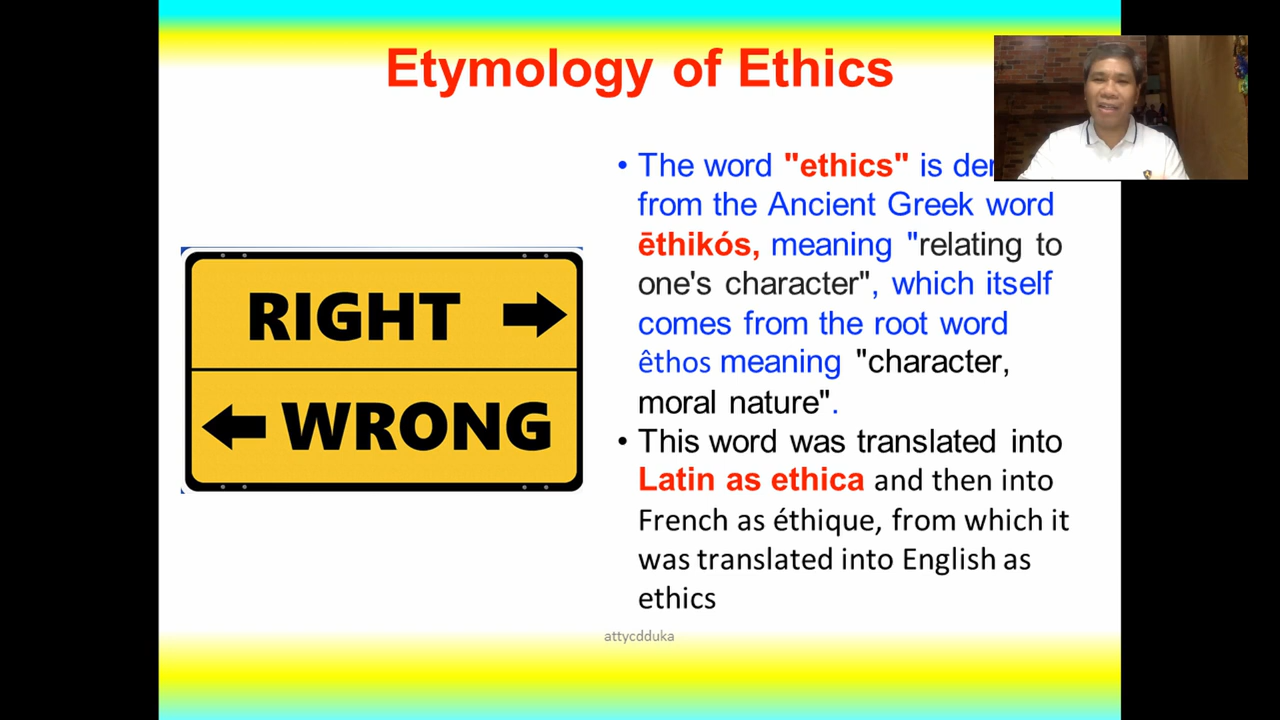 Etymology of Ethics
RIGHT
WRONG
• The word "ethics" is
from the Ancient Greek word
ēthikós, meaning "relating to
one's character", which itself
comes from the root word
êthos meaning "character,
moral nature".
• This word was translated into
Latin as ethica and then into
French as éthique, from which it
was translated into English as
ethics
attycdduka